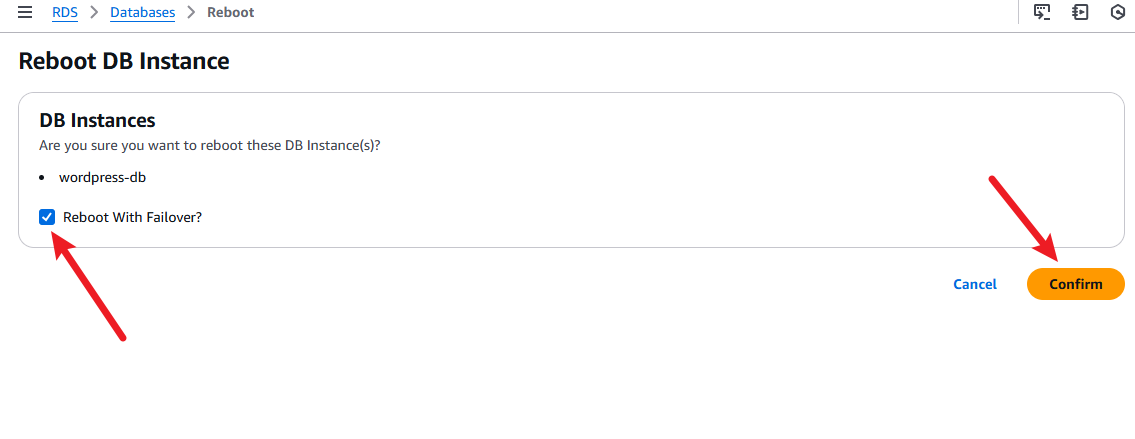 RDS > Databases > Reboot
Reboot DB Instance
DB Instances
Are you sure you want to reboot these DB Instance(s)?
• wordpress-db
Reboot With Failover?
Cancel Confirm